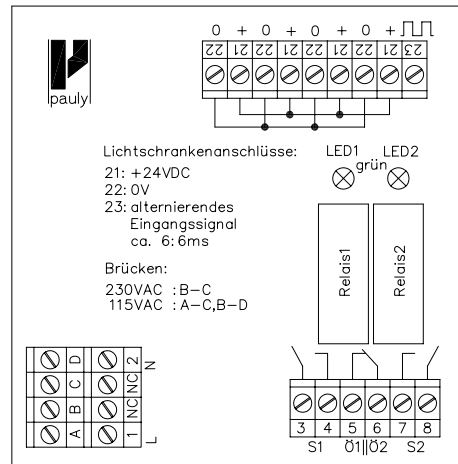 0 + 0 + 0 + 0 +
22 21 22 21 22 21 22 21 23
pauly
Lichtschrankenanschlüsse:
21: +24VDC
22: 0V
23: alternierendes
Eingangssignal
ca. 6:6ms
Brücken:
230VAC :B-C
115VAC :A-C,B-D
LED1 LED2
grün
Relais1
Relais2
D 2 N
C NC
B NC
A 1 L
3 4 5 6 7 8
S1 Ö1||Ö2 S2